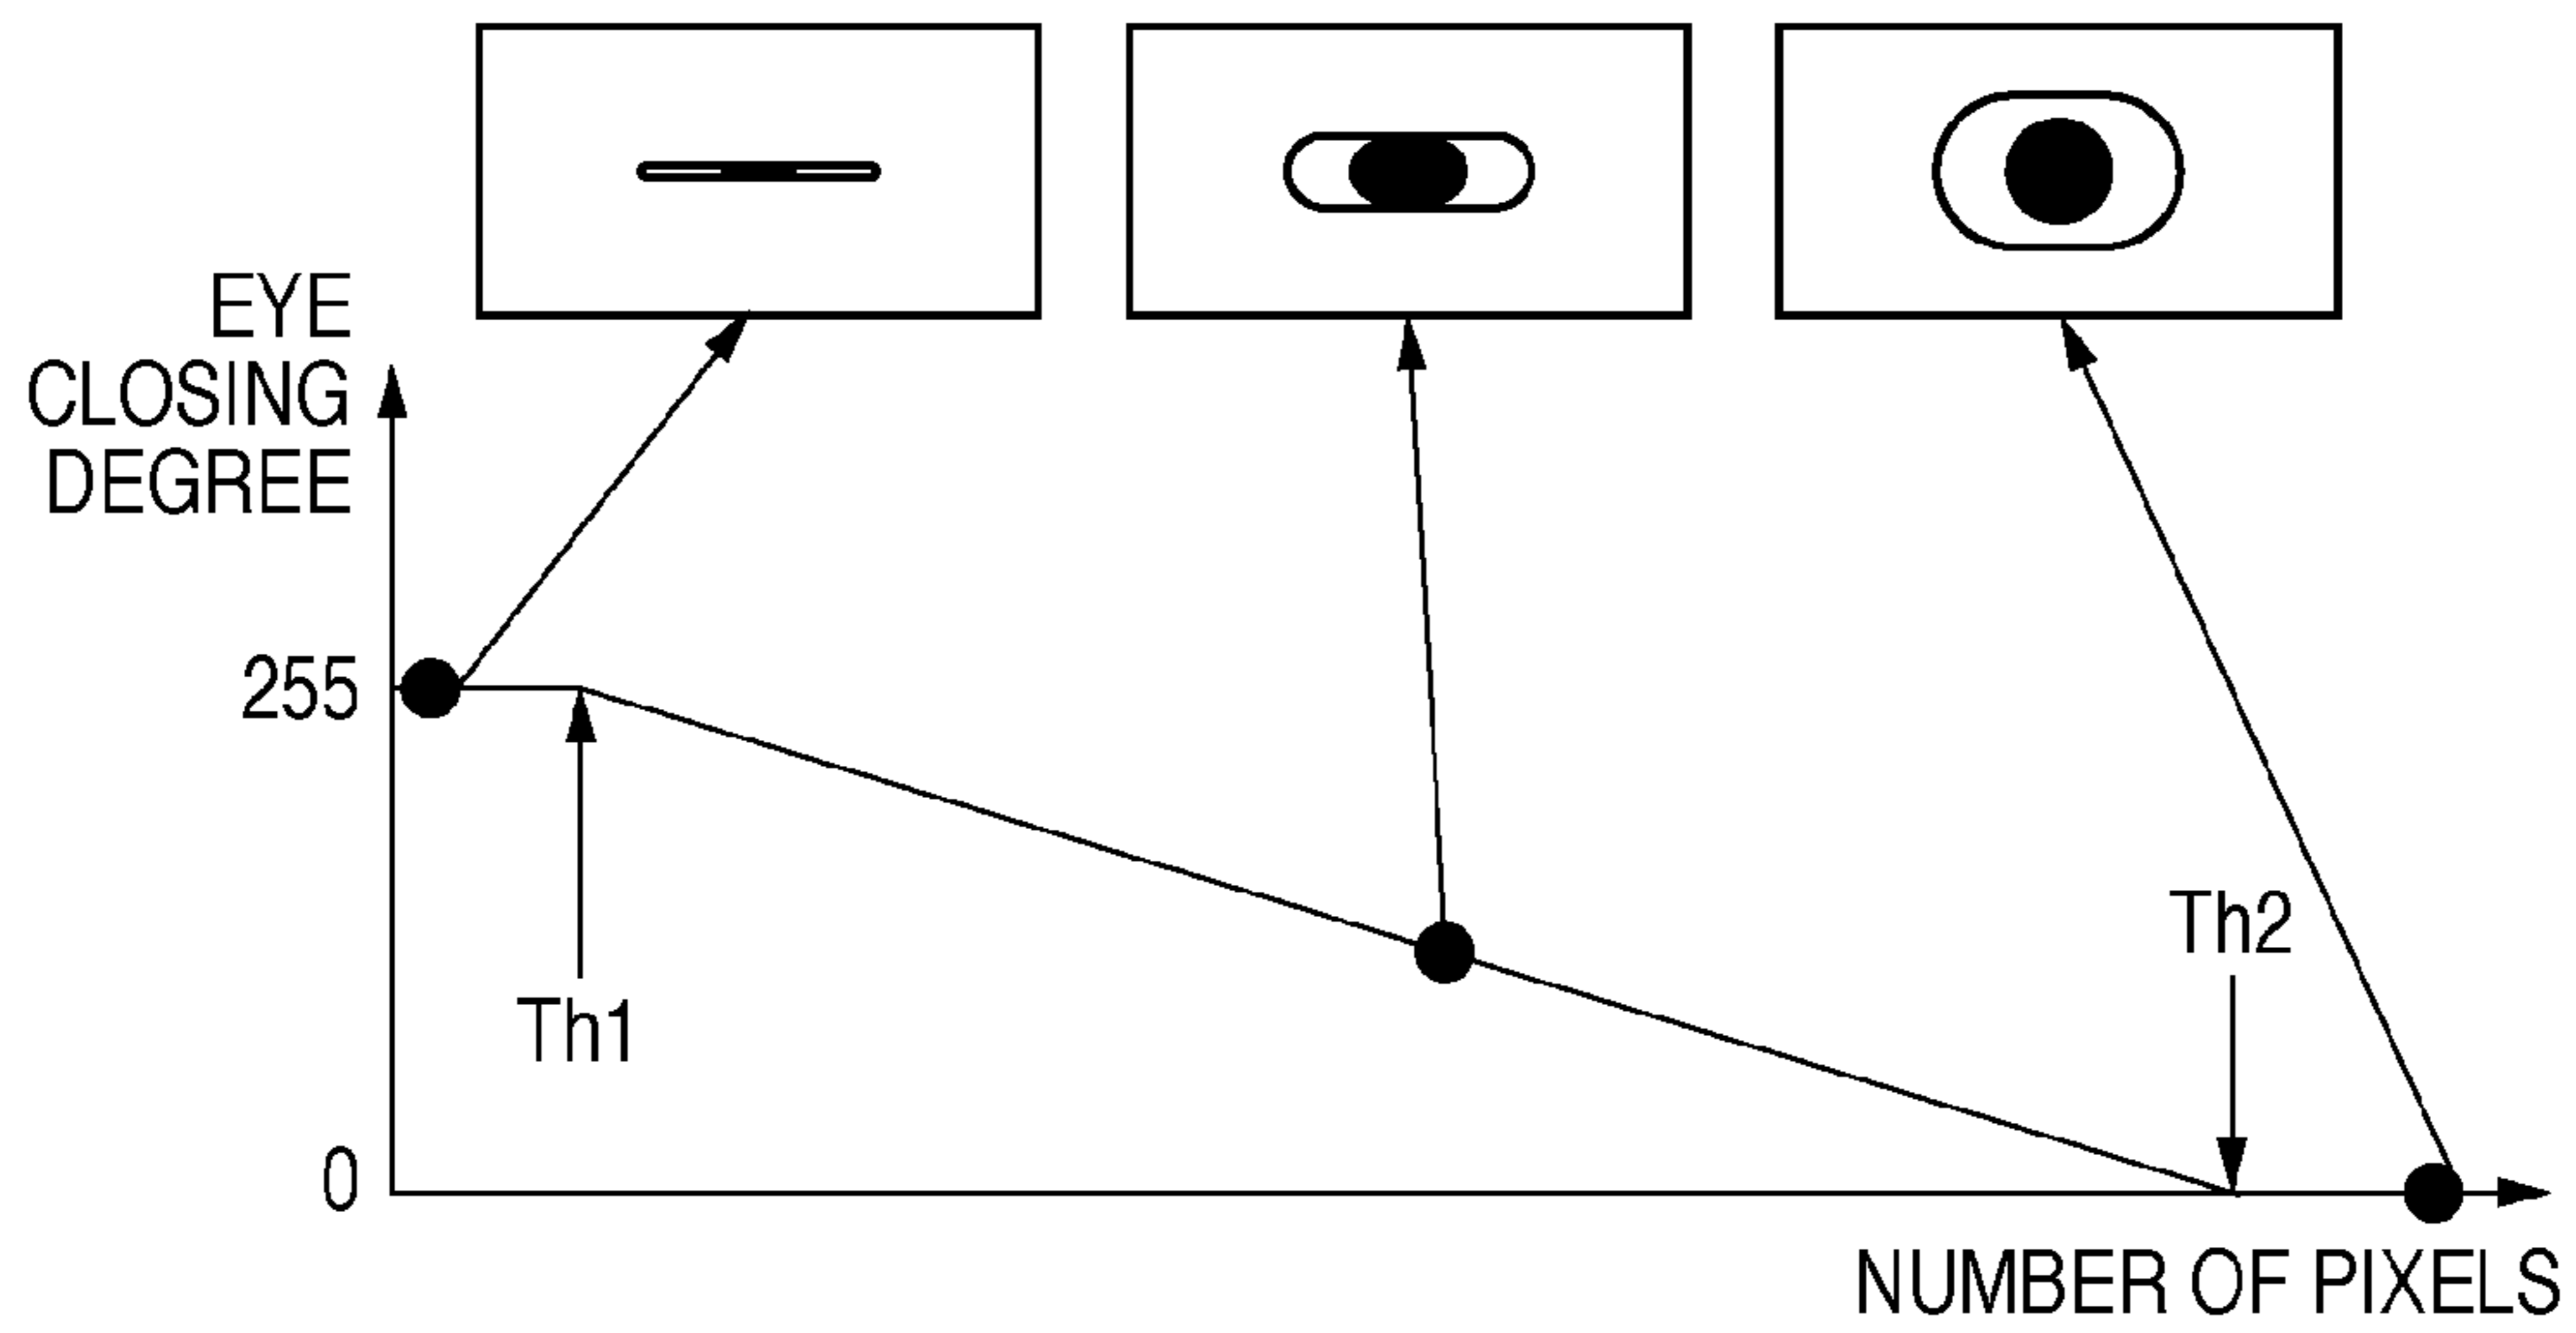 EYE
CLOSING
DEGREE
255
Th1
Th2
0
NUMBER OF PIXELS